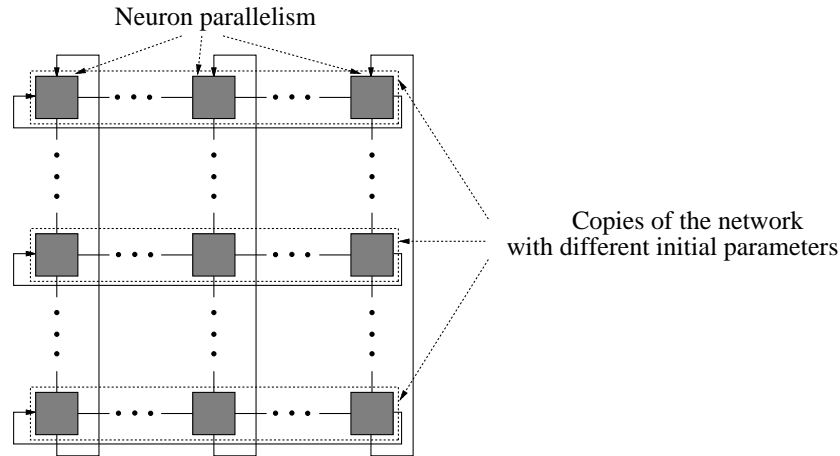 Neuron parallelism
Copies of the network
with different initial parameters